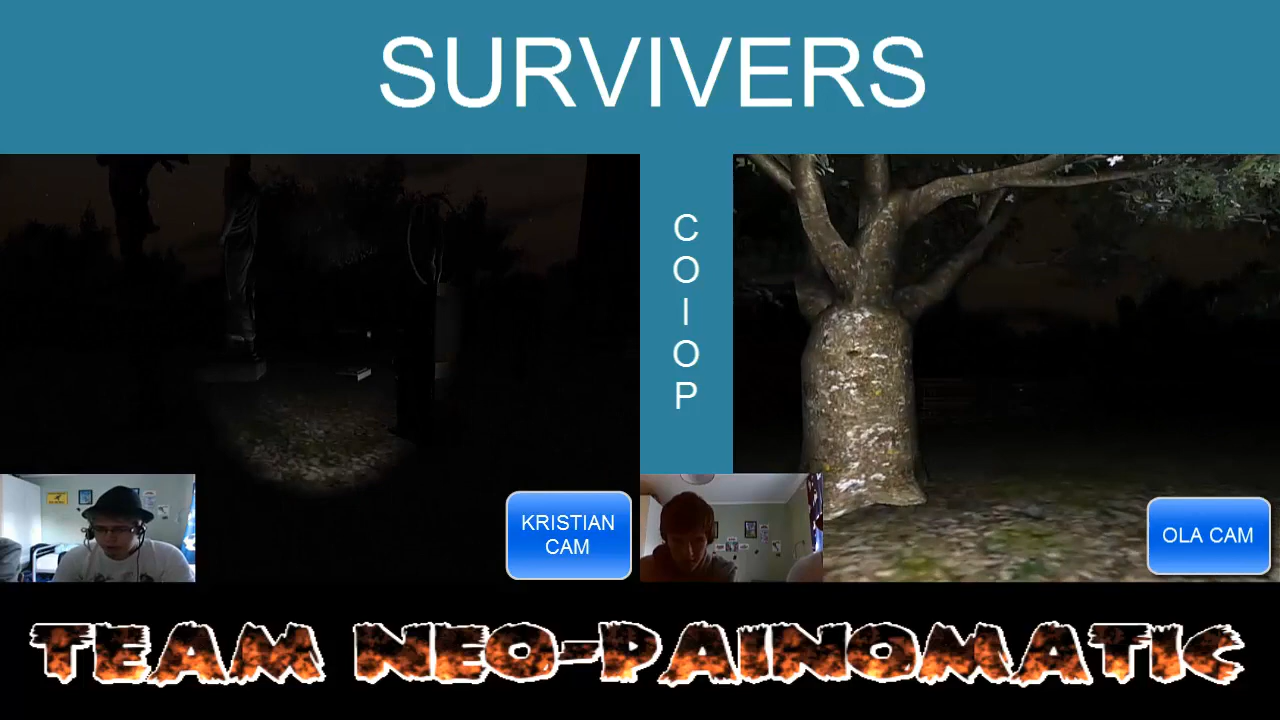 SURVIVERS
C
O
I
O
P
KRISTIAN
CAM
OLA CAM
TEAM NEO-PAINOMATIC